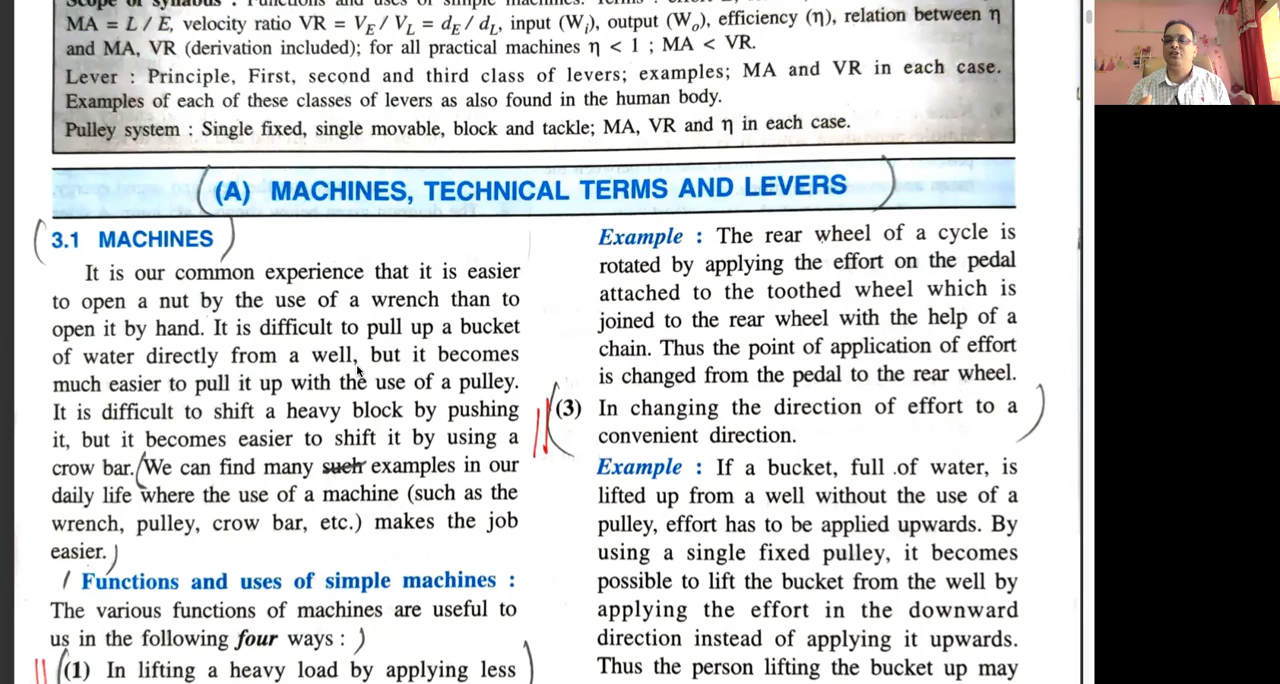 MA = L / E, velocity ratio VR = V_E / V_L = d_E / d_L, input (W_i), output (W_o), efficiency (η), relation between η
and MA, VR (derivation included); for all practical machines η < 1 ; MA < VR.
Lever : Principle, First, second and third class of levers; examples; MA and VR in each case.
Examples of each of these classes of levers as also found in the human body.
Pulley system : Single fixed, single movable, block and tackle; MA, VR and η in each case.
(A) MACHINES, TECHNICAL TERMS AND LEVERS
3.1 MACHINES
It is our common experience that it is easier
to open a nut by the use of a wrench than to
open it by hand. It is difficult to pull up a bucket
of water directly from a well, but it becomes
much easier to pull it up with the use of a pulley.
It is difficult to shift a heavy block by pushing
it, but it becomes easier to shift it by using a
crow bar. We can find many such examples in our
daily life where the use of a machine (such as the
wrench, pulley, crow bar, etc.) makes the job
easier.
Functions and uses of simple machines :
The various functions of machines are useful to
us in the following four ways :
(1) In lifting a heavy load by applying less
Example : The rear wheel of a cycle is
rotated by applying the effort on the pedal
attached to the toothed wheel which is
joined to the rear wheel with the help of a
chain. Thus the point of application of effort
is changed from the pedal to the rear wheel.
(3) In changing the direction of effort to a
convenient direction.
Example : If a bucket, full of water, is
lifted up from a well without the use of a
pulley, effort has to be applied upwards. By
using a single fixed pulley, it becomes
possible to lift the bucket from the well by
applying the effort in the downward
direction instead of applying it upwards.
Thus the person lifting the bucket up may